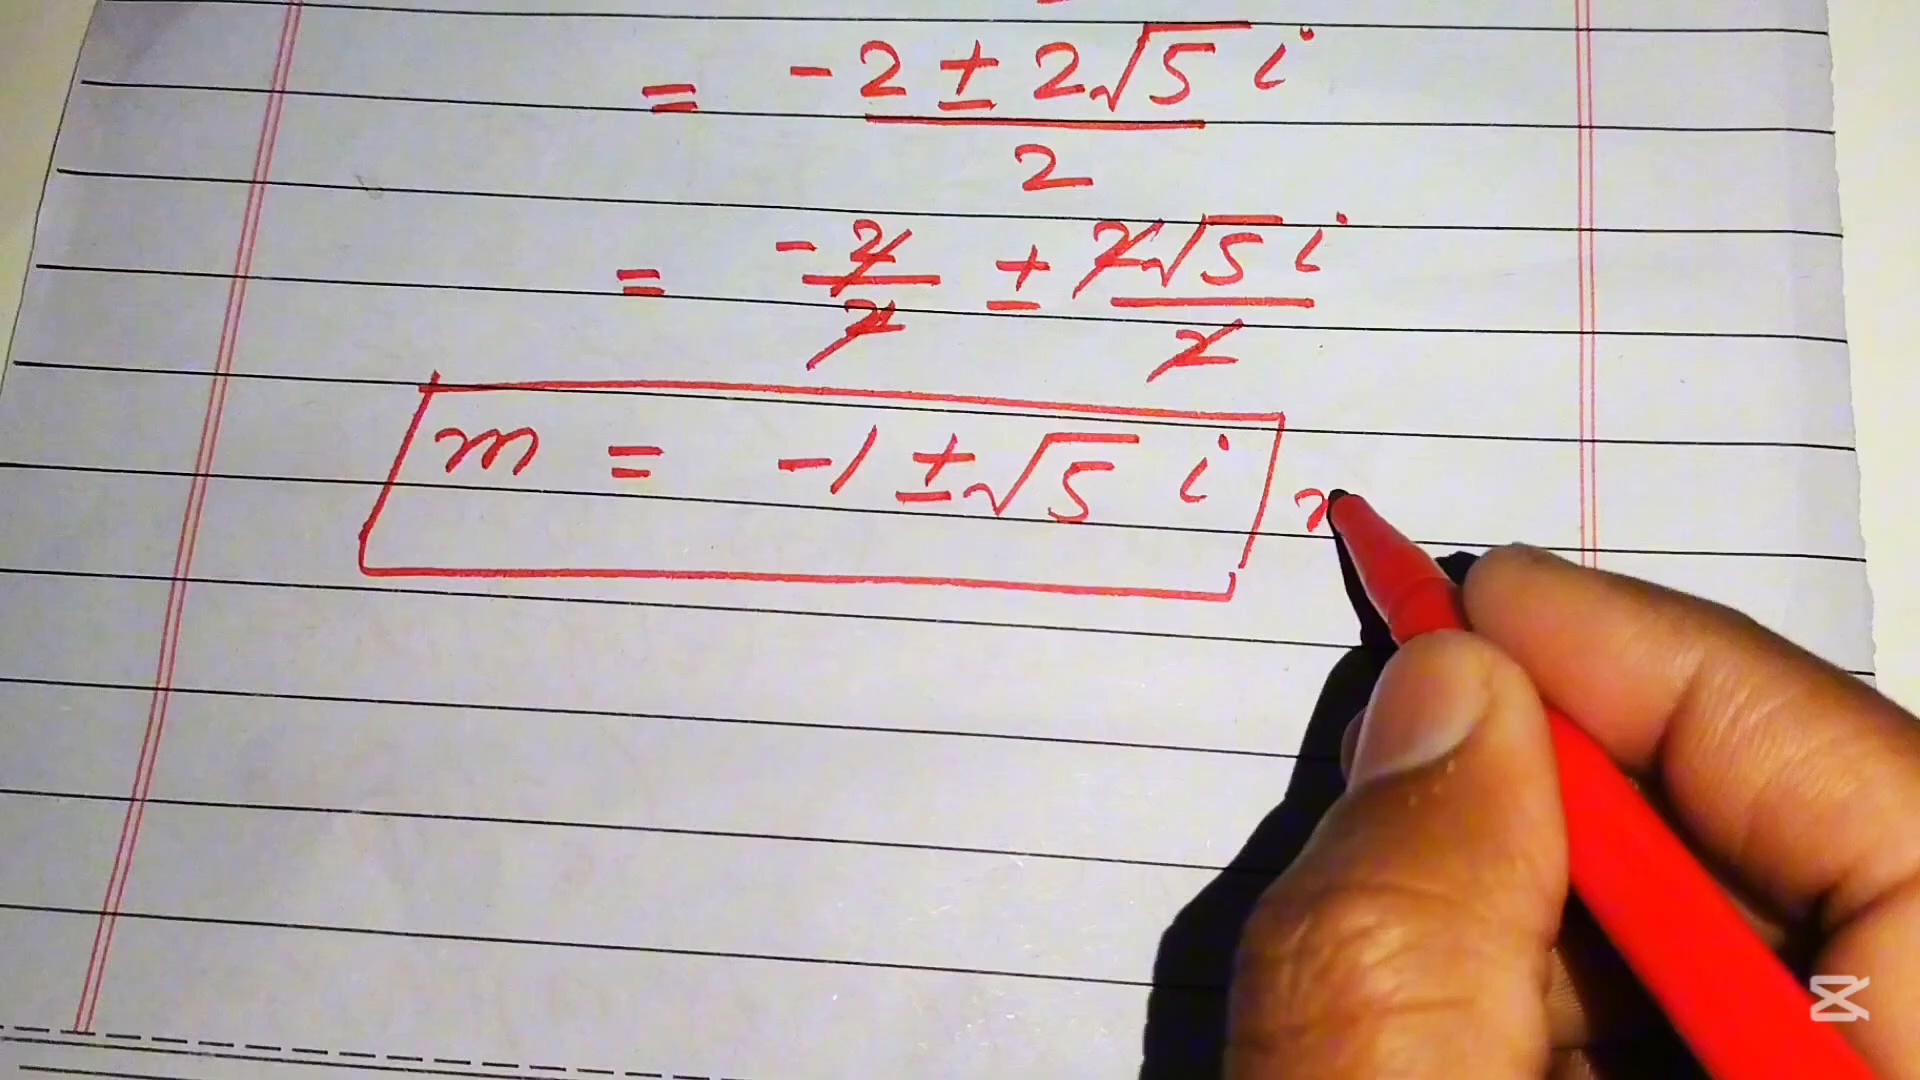 = (-2 ± 2√5 i) / 2
= -2/2 ± 2√5 i / 2
m = -1 ± √5 i